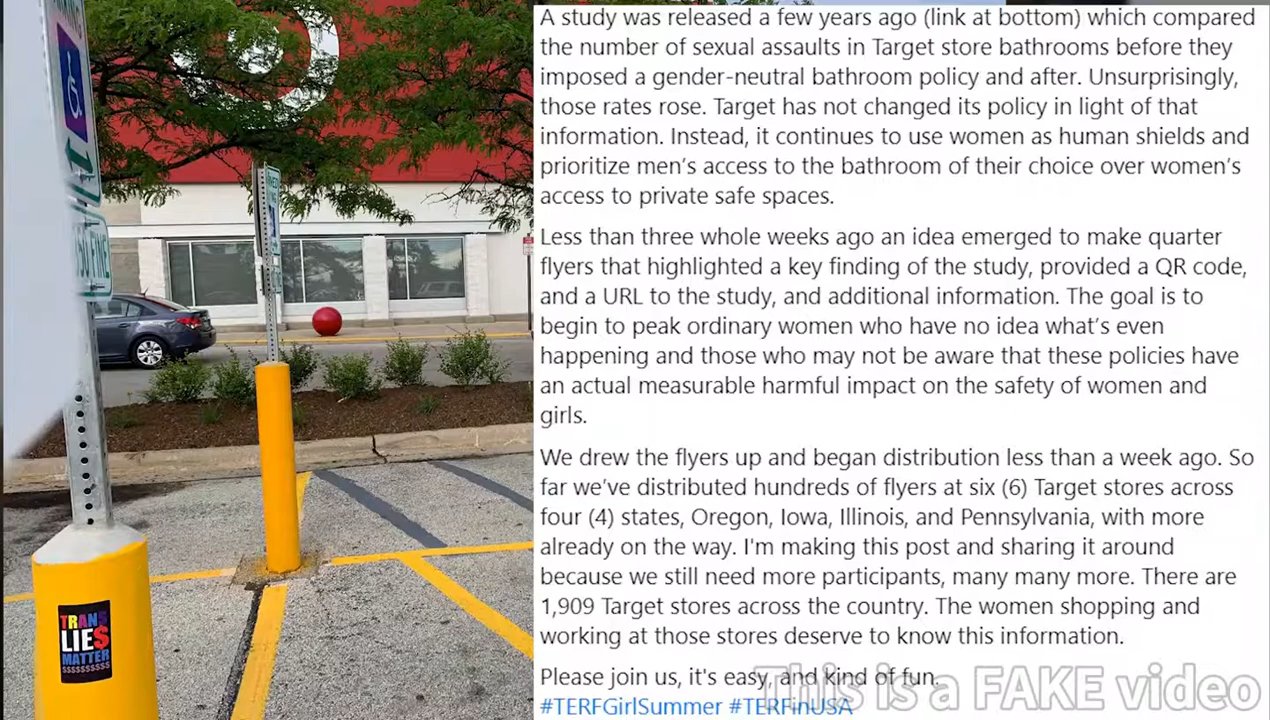 50 FINE
TRANS
LIE$
MATTER
$$$$$$$$$$
A study was released a few years ago (link at bottom) which compared
the number of sexual assaults in Target store bathrooms before they
imposed a gender-neutral bathroom policy and after. Unsurprisingly,
those rates rose. Target has not changed its policy in light of that
information. Instead, it continues to use women as human shields and
prioritize men's access to the bathroom of their choice over women's
access to private safe spaces.
Less than three whole weeks ago an idea emerged to make quarter
flyers that highlighted a key finding of the study, provided a QR code,
and a URL to the study, and additional information. The goal is to
begin to peak ordinary women who have no idea what's even
happening and those who may not be aware that these policies have
an actual measurable harmful impact on the safety of women and
girls.
We drew the flyers up and began distribution less than a week ago. So
far we've distributed hundreds of flyers at six (6) Target stores across
four (4) states, Oregon, Iowa, Illinois, and Pennsylvania, with more
already on the way. I'm making this post and sharing it around
because we still need more participants, many many more. There are
1,909 Target stores across the country. The women shopping and
working at those stores deserve to know this information.
Please join us, it's easy, and kind of fun.
#TERFGirlSummer #TERFinUSA
This is a FAKE video